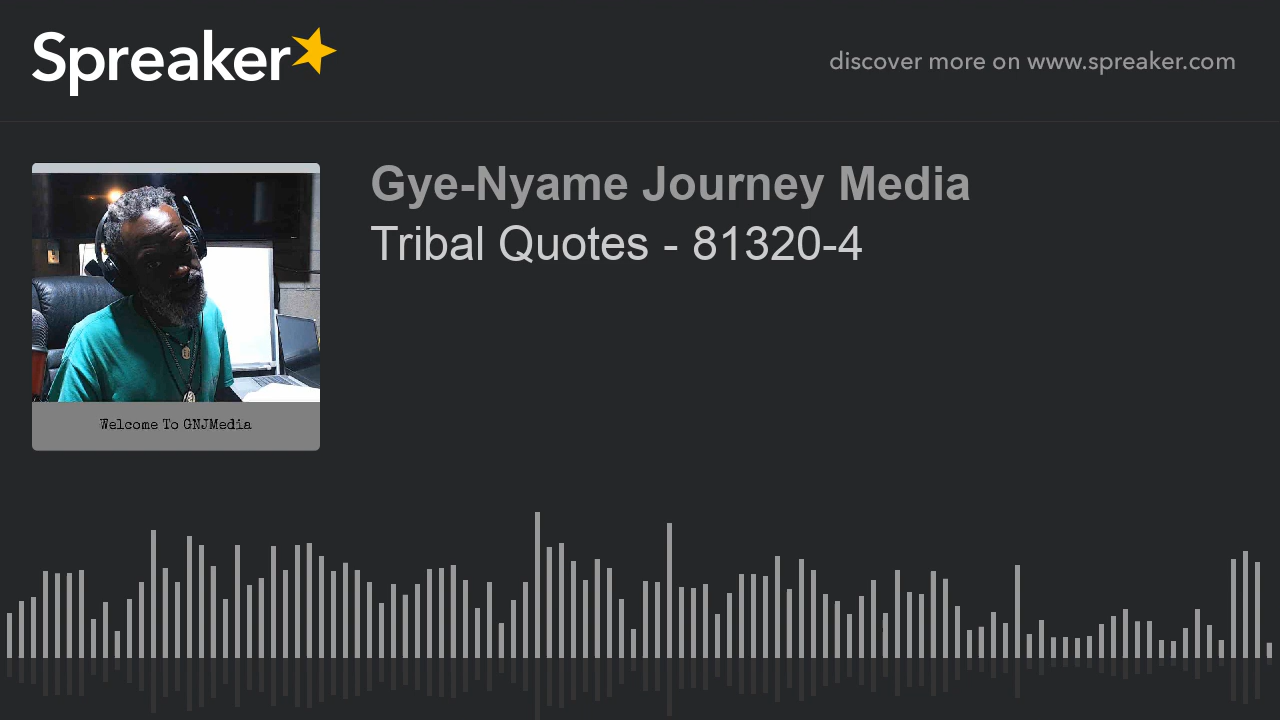 Spreaker
discover more on www.spreaker.com
Gye-Nyame Journey Media
Tribal Quotes - 81320-4
Welcome To GNJMedia